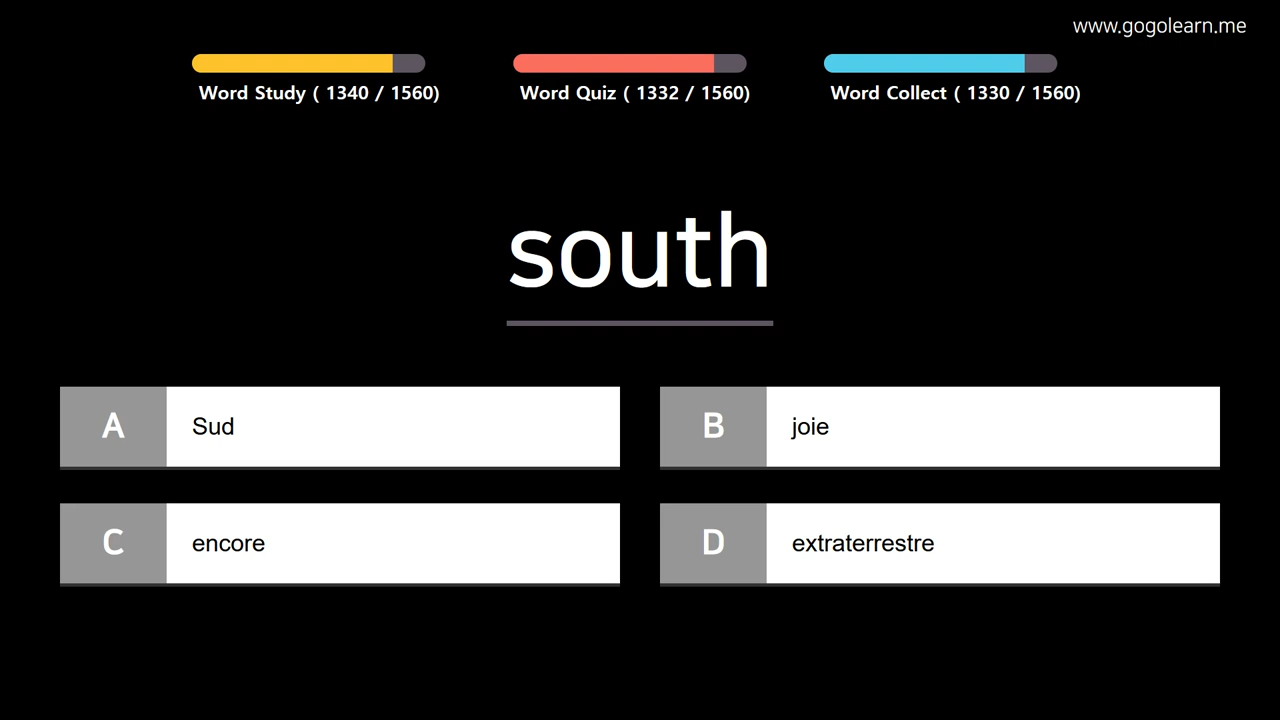 www.gogolearn.me
Word Study ( 1340 / 1560)
Word Quiz ( 1332 / 1560)
Word Collect ( 1330 / 1560)
south
A Sud
B joie
C encore
D extraterrestre